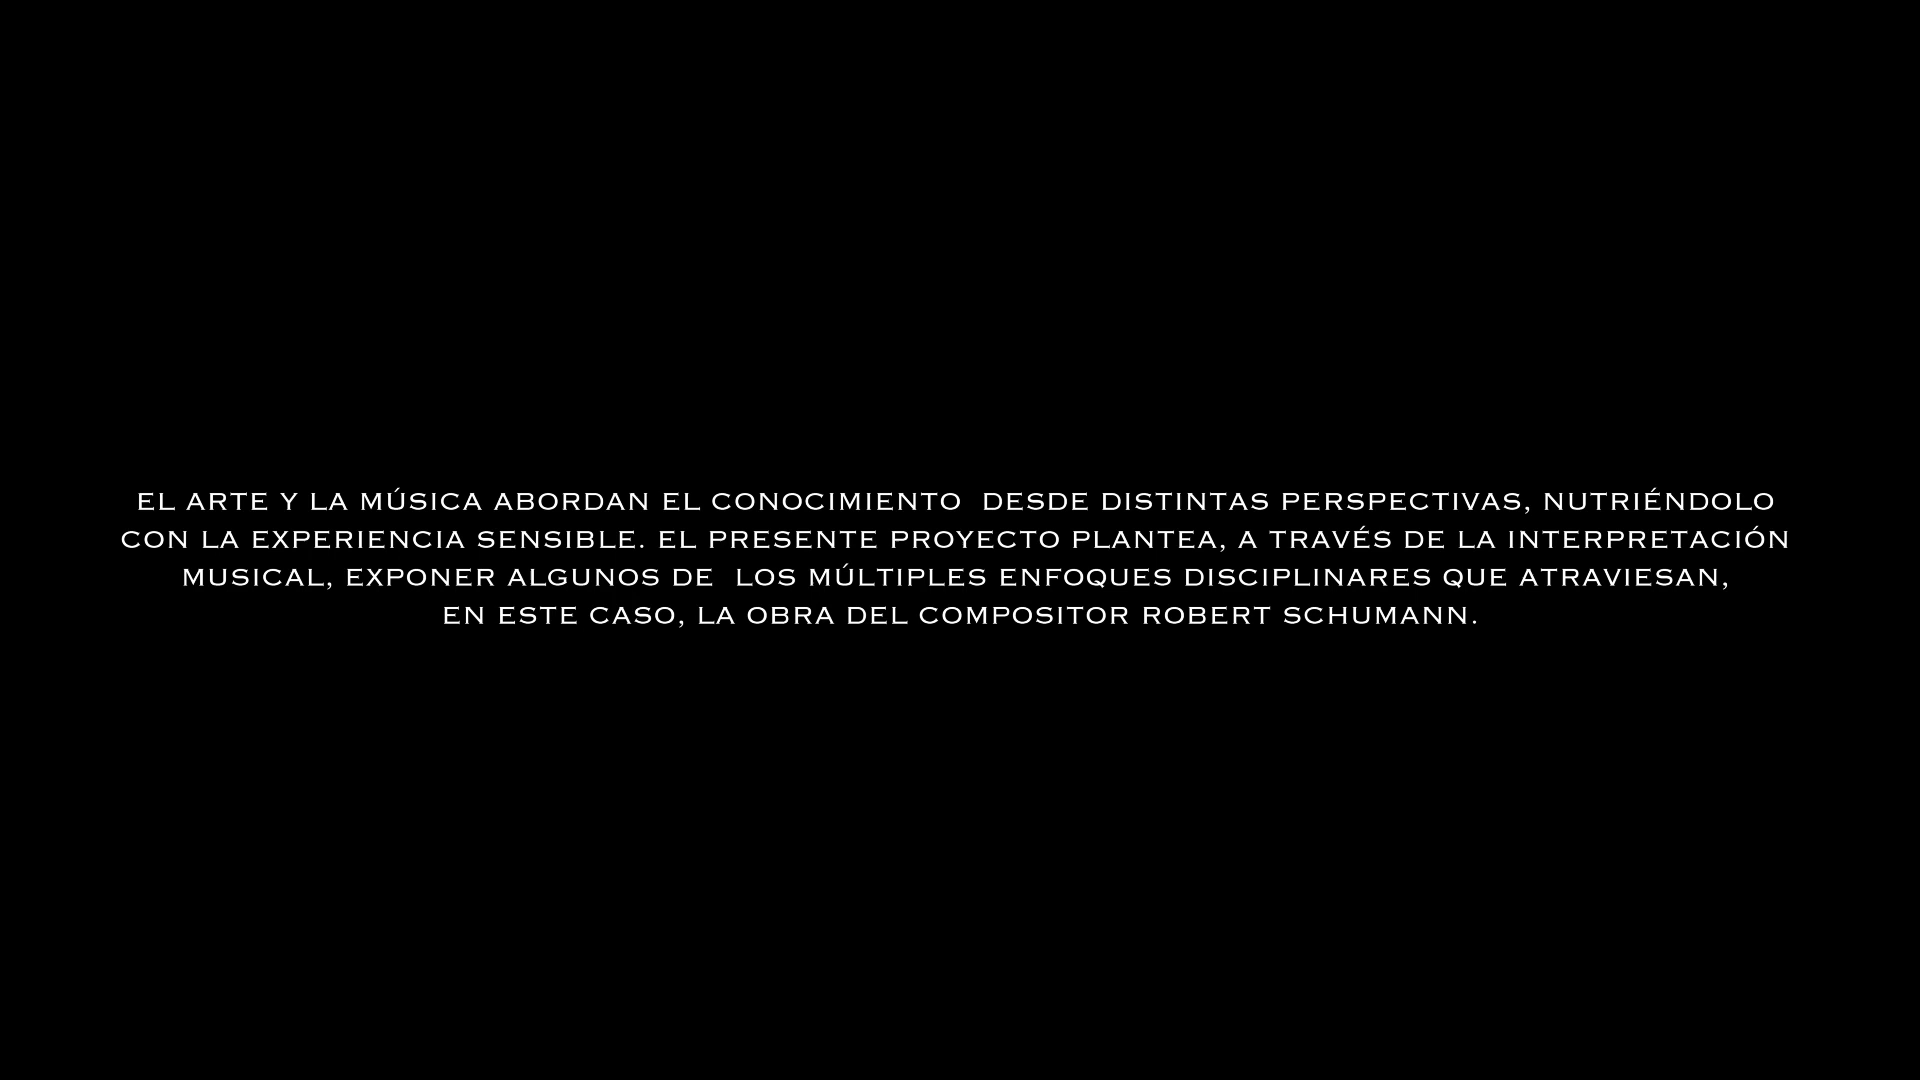 EL ARTE Y LA MÚSICA ABORDAN EL CONOCIMIENTO  DESDE DISTINTAS PERSPECTIVAS, NUTRIÉNDOLO
CON LA EXPERIENCIA SENSIBLE. EL PRESENTE PROYECTO PLANTEA, A TRAVÉS DE LA INTERPRETACIÓN
MUSICAL, EXPONER ALGUNOS DE  LOS MÚLTIPLES ENFOQUES DISCIPLINARES QUE ATRAVIESAN,
EN ESTE CASO, LA OBRA DEL COMPOSITOR ROBERT SCHUMANN.